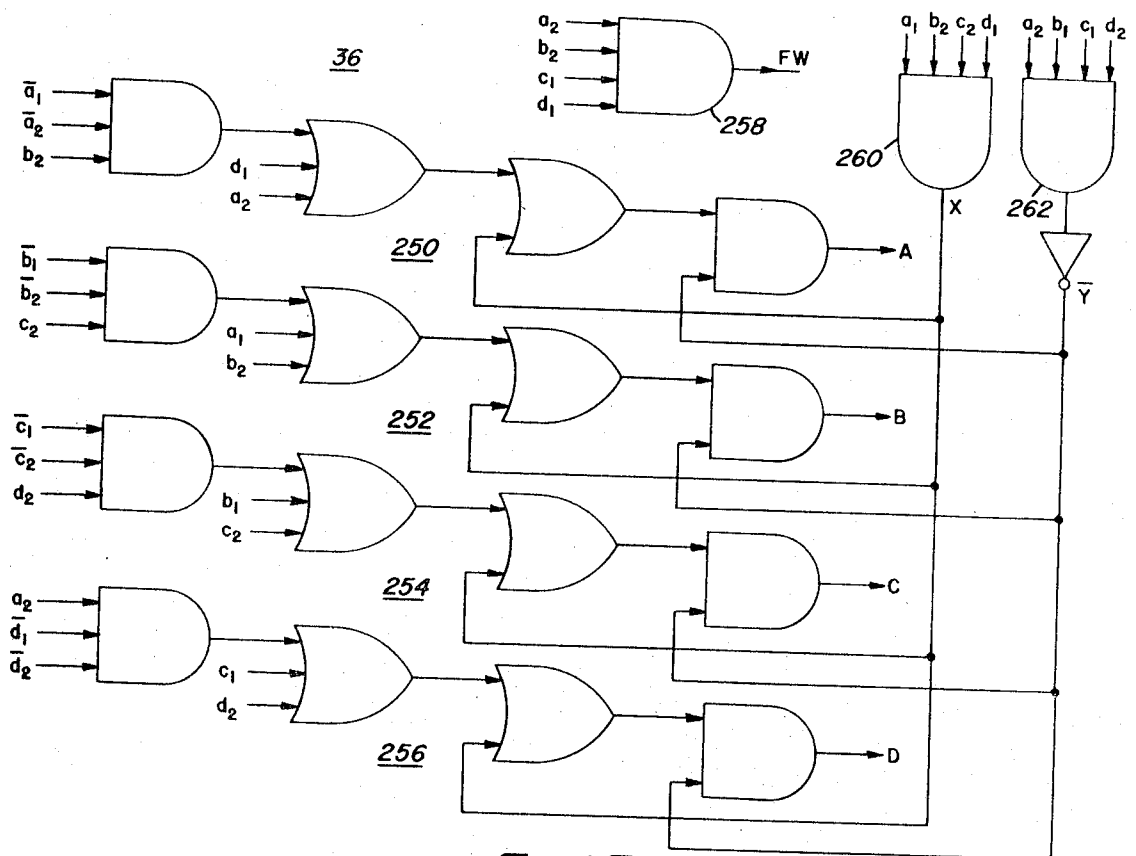 36
a₂
b₂
c₁
d₁
FW
258
a₁ b₂ c₂ d₁
a₂ b₁ c₁ d₂
260
262
X
Y̅
a̅₁
a̅₂
b₂
d₁
a₂
250
A
b̅₁
b̅₂
c₂
a₁
b₂
252
B
c̅₁
c̅₂
d₂
b₁
c₂
254
C
a₂
d̅₁
d̅₂
c₁
d₂
256
D